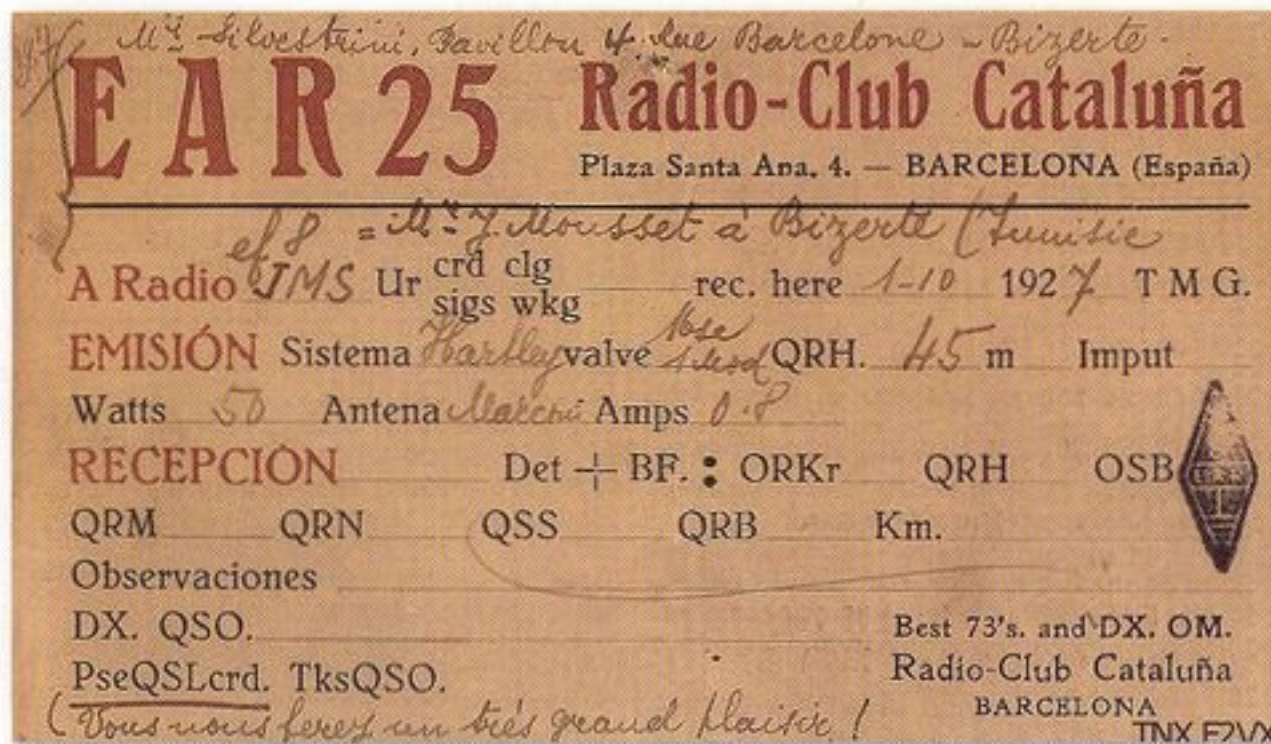 Mr Silvestrini, Pavillon 4 Rue Barcelone - Bizerte.
EAR 25 Radio-Club Cataluña
Plaza Santa Ana, 4. — BARCELONA (España)
ef8 = Mr J. Mousset à Bizerte (Tunisie
A Radio JMS Ur crd clg sigs wkg rec. here 1-10 1927 T M G.
EMISIÓN Sistema Hartley valve QRH. 45 m Imput
Watts 50 Antena Marconi Amps 0.8
RECEPCIÓN Det + BF. : ORKr QRH OSB
QRM QRN QSS QRB Km.
Observaciones
DX. QSO. Best 73's. and DX. OM.
PseQSLcrd. TksQSO. Radio-Club Cataluña
BARCELONA
(Vous nous ferez un très grand plaisir !
TNX F2VX